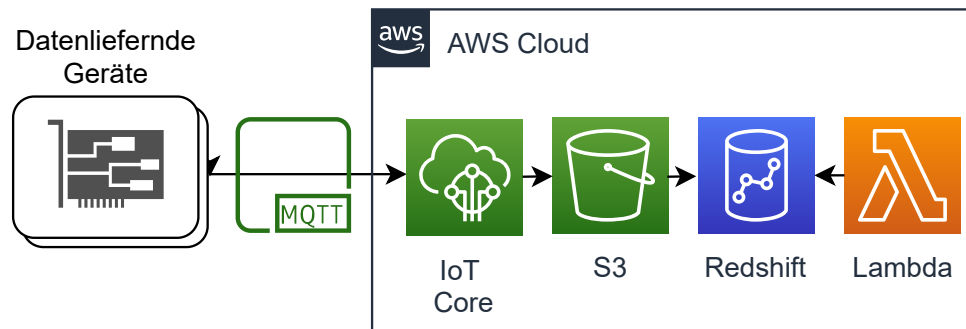 Datenliefernde
Geräte
aws
AWS Cloud
MQTT
IoT
Core
S3
Redshift
Lambda